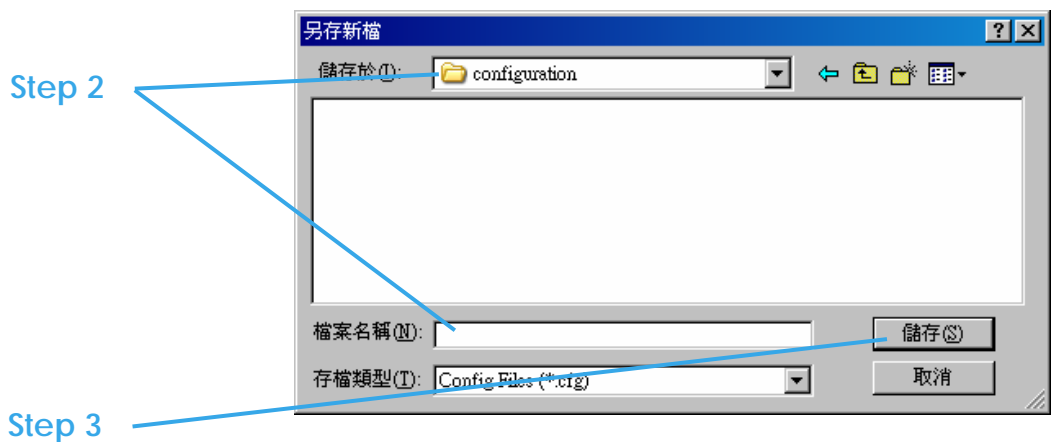 另存新檔
儲存於(I): configuration
Step 2
檔案名稱(N): 儲存(S)
存檔類型(T): Config Files (*.cfg) 取消
Step 3